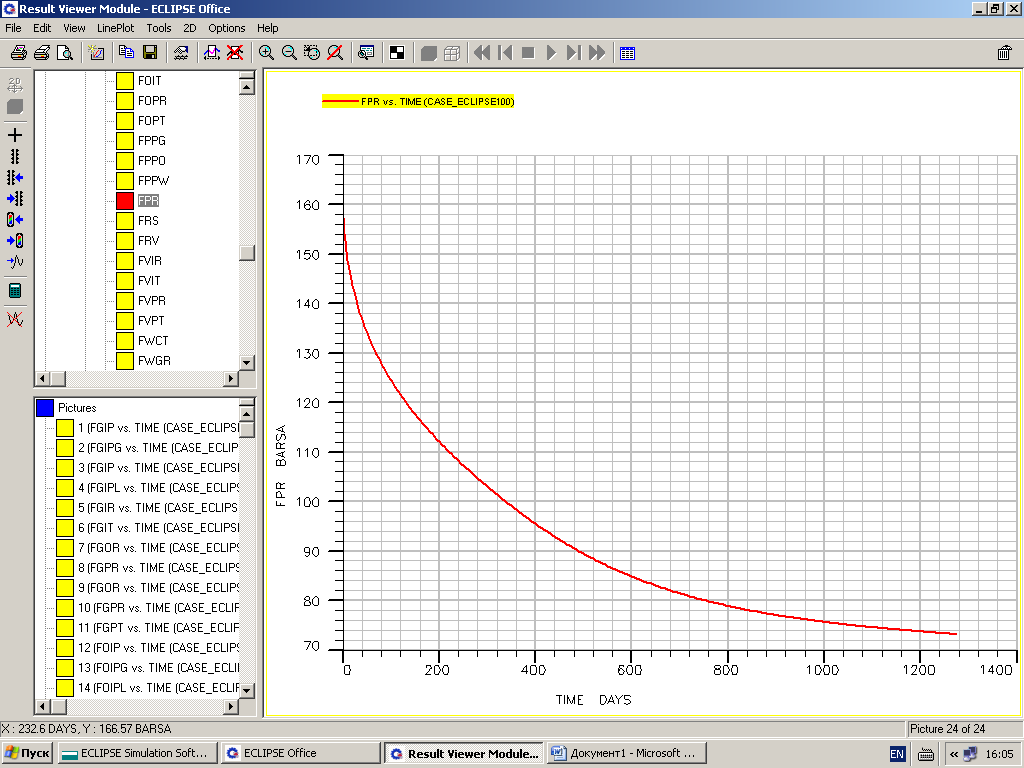 Result Viewer Module - ECLIPSE Office
File Edit View LinePlot Tools 2D Options Help
2D
FOIT
FOPR
FOPT
FPPG
FPPO
FPPW
FPR
FRS
FRV
FVIR
FVIT
FVPR
FVPT
FWCT
FWGR
Pictures
1 (FGIP vs. TIME (CASE_ECLIPSI
2 (FGIPG vs. TIME (CASE_ECLIP
3 (FGIP vs. TIME (CASE_ECLIPSI
4 (FGIPL vs. TIME (CASE_ECLIPS
5 (FGIR vs. TIME (CASE_ECLIPS
6 (FGIT vs. TIME (CASE_ECLIPSI
7 (FGOR vs. TIME (CASE_ECLIPS
8 (FGPR vs. TIME (CASE_ECLIPS
9 (FGOR vs. TIME (CASE_ECLIPS
10 (FGPR vs. TIME (CASE_ECLIF
11 (FGPT vs. TIME (CASE_ECLIF
12 (FOIP vs. TIME (CASE_ECLIPS
13 (FOIPG vs. TIME (CASE_ECLI
14 (FOIPL vs. TIME (CASE_ECLIF
FPR vs. TIME (CASE_ECLIPSE100)
170
160
150
140
130
120
110
100
90
80
70
FPR BARSA
0 200 400 600 800 1000 1200 1400
TIME DAYS
X : 232.6 DAYS, Y : 166.57 BARSA
Picture 24 of 24
Пуск
ECLIPSE Simulation Soft...
ECLIPSE Office
Result Viewer Module...
Документ1 - Microsoft ...
EN
« 16:05